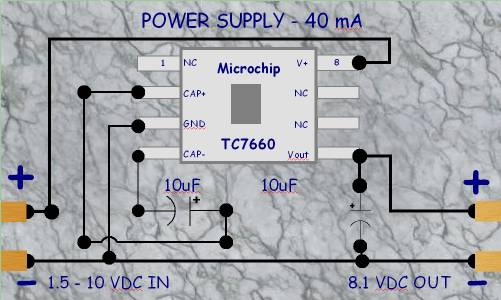 POWER SUPPLY - 40 mA
1 NC Microchip V+ 8
CAP+ NC
GND NC
CAP- TC7660 Vout
+ 10uF 10uF +
+ +
- 1.5 - 10 VDC IN 8.1 VDC OUT -